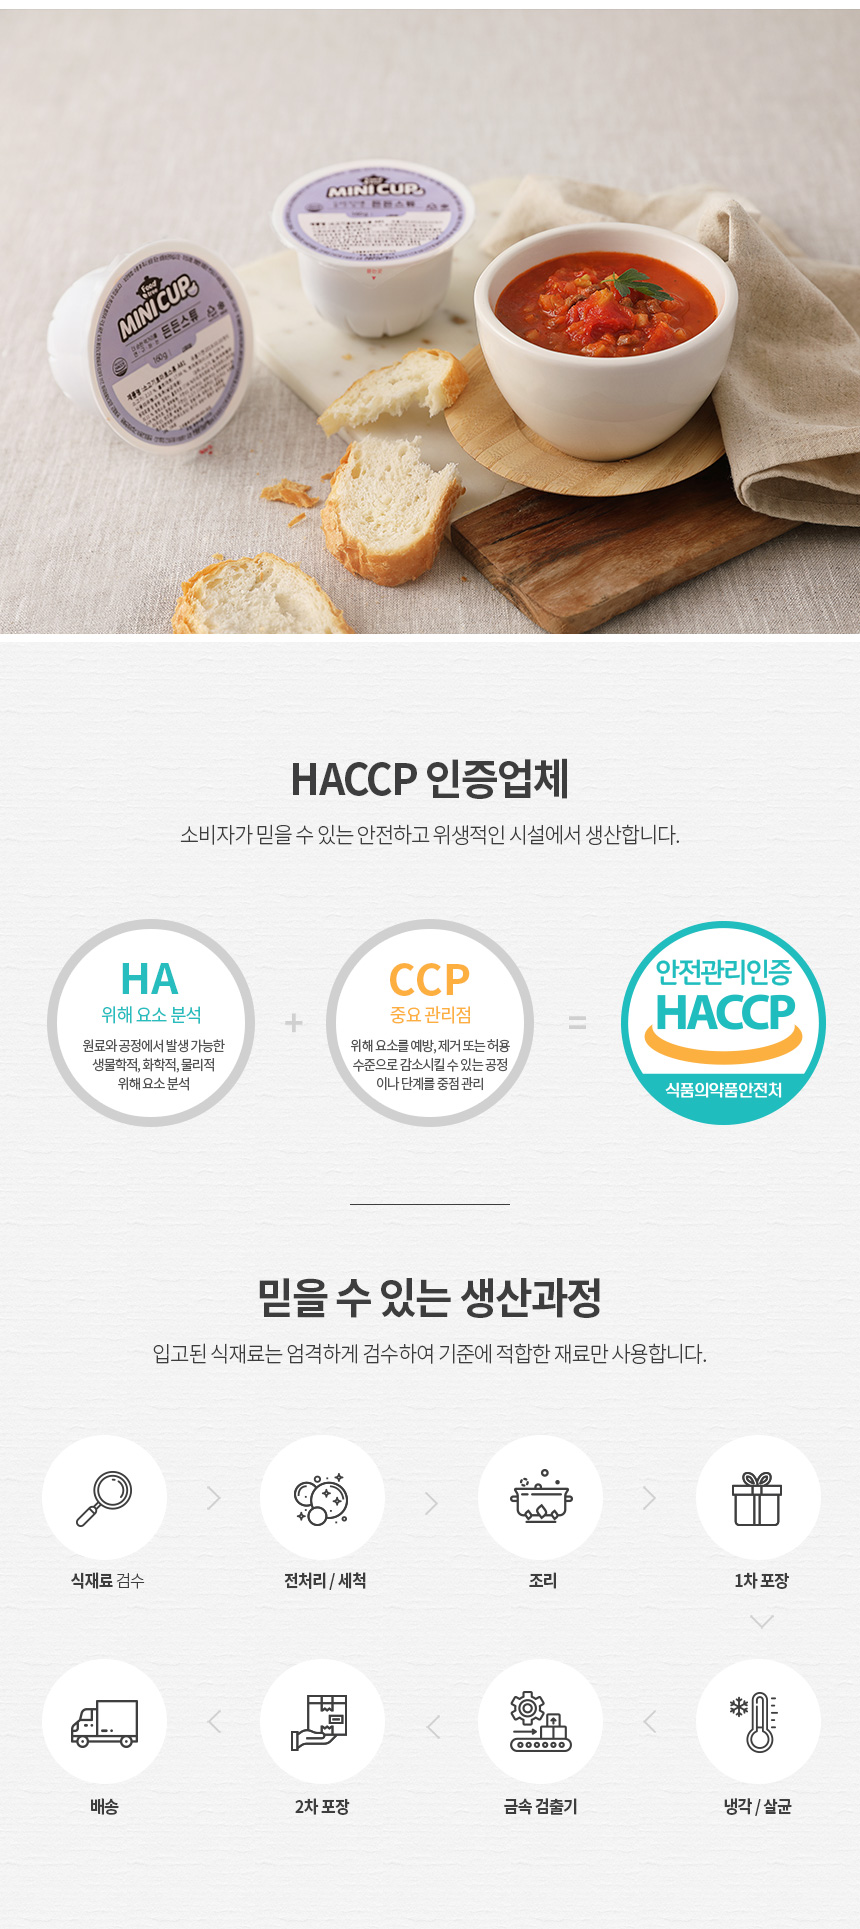 MINI CUP
든든스튜
Food Tree
MINI CUP
든든스튜
160g
HACCP 인증업체
소비자가 믿을 수 있는 안전하고 위생적인 시설에서 생산합니다.
HA
위해 요소 분석
원료와 공정에서 발생 가능한
생물학적, 화학적, 물리적
위해 요소 분석
+
CCP
중요 관리점
위해 요소를 예방, 제거 또는 허용
수준으로 감소시킬 수 있는 공정
이나 단계를 중점 관리
=
안전관리인증
HACCP
식품의약품안전처
믿을 수 있는 생산과정
입고된 식재료는 엄격하게 검수하여 기준에 적합한 재료만 사용합니다.
식재료 검수
전처리 / 세척
조리
1차 포장
배송
2차 포장
금속 검출기
냉각 / 살균